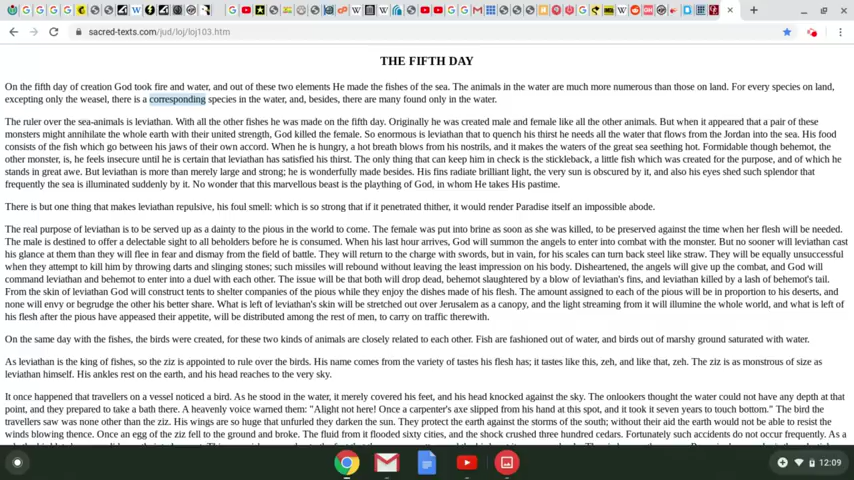 sacred-texts.com/jud/loj/loj103.htm
THE FIFTH DAY
On the fifth day of creation God took fire and water, and out of these two elements He made the fishes of the sea. The animals in the water are much more numerous than those on land. For every species on land,
excepting only the weasel, there is a corresponding species in the water, and, besides, there are many found only in the water.
The ruler over the sea-animals is leviathan. With all the other fishes he was made on the fifth day. Originally he was created male and female like all the other animals. But when it appeared that a pair of these
monsters might annihilate the whole earth with their united strength, God killed the female. So enormous is leviathan that to quench his thirst he needs all the water that flows from the Jordan into the sea. His food
consists of the fish which go between his jaws of their own accord. When he is hungry, a hot breath blows from his nostrils, and it makes the waters of the great sea seething hot. Formidable though behemot, the
other monster, is, he feels insecure until he is certain that leviathan has satisfied his thirst. The only thing that can keep him in check is the stickleback, a little fish which was created for the purpose, and of which he
stands in great awe. But leviathan is more than merely large and strong; he is wonderfully made besides. His fins radiate brilliant light, the very sun is obscured by it, and also his eyes shed such splendor that
frequently the sea is illuminated suddenly by it. No wonder that this marvellous beast is the plaything of God, in whom He takes His pastime.
There is but one thing that makes leviathan repulsive, his foul smell: which is so strong that if it penetrated thither, it would render Paradise itself an impossible abode.
The real purpose of leviathan is to be served up as a dainty to the pious in the world to come. The female was put into brine as soon as she was killed, to be preserved against the time when her flesh will be needed.
The male is destined to offer a delectable sight to all beholders before he is consumed. When his last hour arrives, God will summon the angels to enter into combat with the monster. But no sooner will leviathan cast
his glance at them than they will flee in fear and dismay from the field of battle. They will return to the charge with swords, but in vain, for his scales can turn back steel like straw. They will be equally unsuccessful
when they attempt to kill him by throwing darts and slinging stones; such missiles will rebound without leaving the least impression on his body. Disheartened, the angels will give up the combat, and God will
command leviathan and behemot to enter into a duel with each other. The issue will be that both will drop dead, behemot slaughtered by a blow of leviathan's fins, and leviathan killed by a lash of behemot's tail.
From the skin of leviathan God will construct tents to shelter companies of the pious while they enjoy the dishes made of his flesh. The amount assigned to each of the pious will be in proportion to his deserts, and
none will envy or begrudge the other his better share. What is left of leviathan's skin will be stretched out over Jerusalem as a canopy, and the light streaming from it will illumine the whole world, and what is left of
his flesh after the pious have appeased their appetite, will be distributed among the rest of men, to carry on traffic therewith.
On the same day with the fishes, the birds were created, for these two kinds of animals are closely related to each other. Fish are fashioned out of water, and birds out of marshy ground saturated with water.
As leviathan is the king of fishes, so the ziz is appointed to rule over the birds. His name comes from the variety of tastes his flesh has; it tastes like this, zeh, and like that, zeh. The ziz is as monstrous of size as
leviathan himself. His ankles rest on the earth, and his head reaches to the very sky.
It once happened that travellers on a vessel noticed a bird. As he stood in the water, it merely covered his feet, and his head knocked against the sky. The onlookers thought the water could not have any depth at that
point, and they prepared to take a bath there. A heavenly voice warned them: "Alight not here! Once a carpenter's axe slipped from his hand at this spot, and it took it seven years to touch bottom." The bird the
travellers saw was none other than the ziz. His wings are so huge that unfurled they darken the sun. They protect the earth against the storms of the south; without their aid the earth would not be able to resist the
winds blowing thence. Once an egg of the ziz fell to the ground and broke. The fluid from it flooded sixty cities, and the shock crushed three hundred cedars. Fortunately such accidents do not occur frequently. As a
12:09